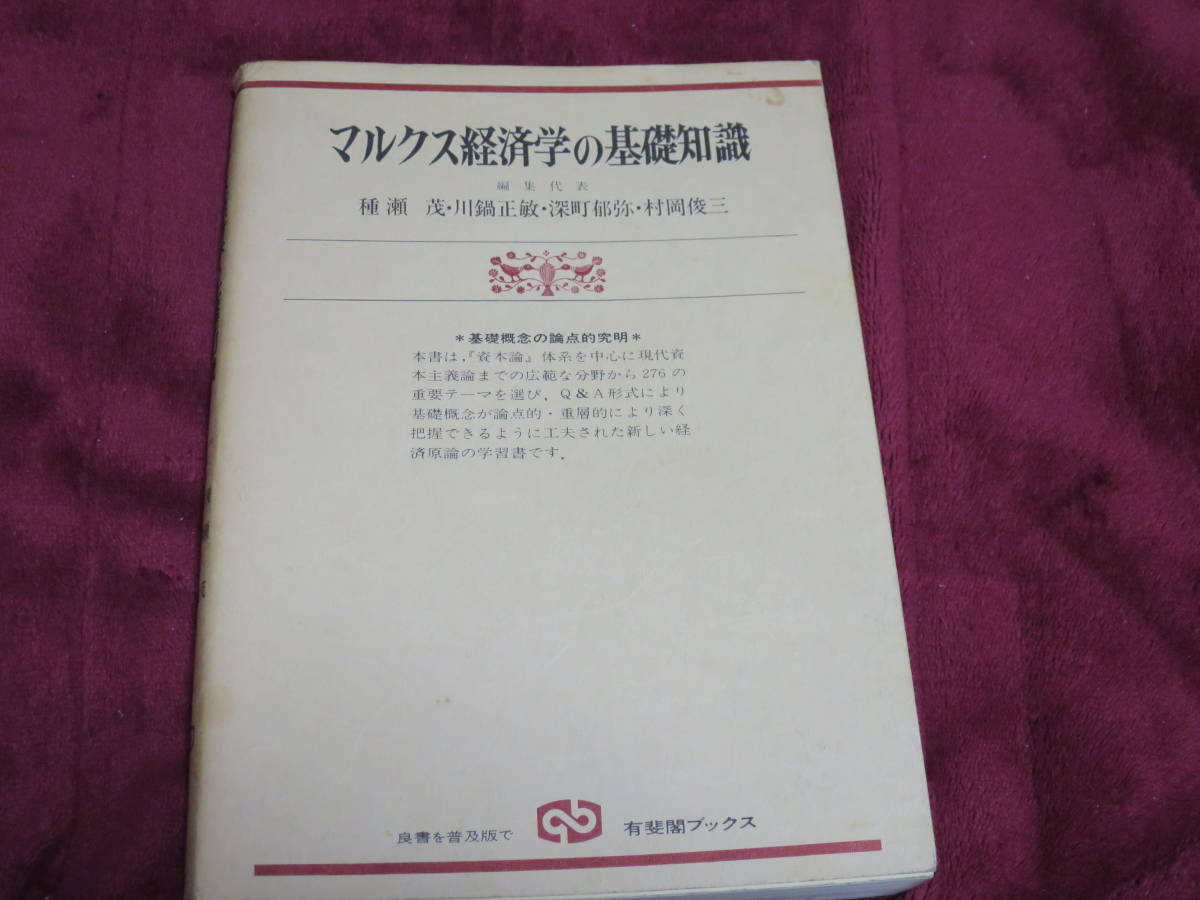 マルクス経済学の基礎知識
編集代表
種瀬 茂・川鍋正敏・深町郁弥・村岡俊三
＊基礎概念の論点的究明＊
本書は，『資本論』体系を中心に現代資
本主義論までの広範な分野から276の
重要テーマを選び，Q＆A形式により
基礎概念が論点的・重層的により深く
把握できるように工夫された新しい経
済原論の学習書です．
良書を普及版で
有斐閣ブックス